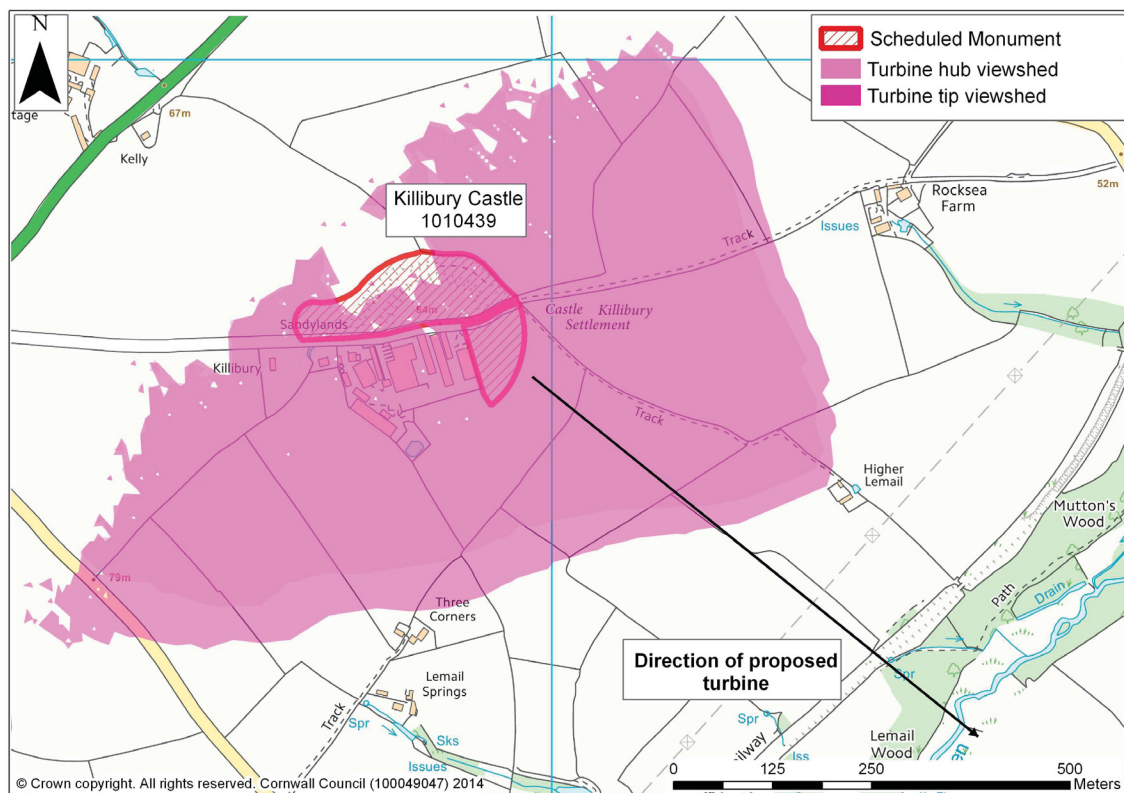 N
Scheduled Monument
Turbine hub viewshed
Turbine tip viewshed
tage
67m
Kelly
Killibury Castle
1010439
Rocksea
Farm
52m
Issues
Track
Castle Killibury
Settlement
84m
Sandylands
Killibury
Track
Higher
Lemail
Mutton's
Wood
79m
Path
Drain
Three
Corners
Direction of proposed
turbine
Spr
Lemail
Springs
Track
Spr
Sks
Issues
Spr
Iss
ilway
Lemail
Wood
en
0 125 250 500
Meters
© Crown copyright. All rights reserved. Cornwall Council (100049047) 2014